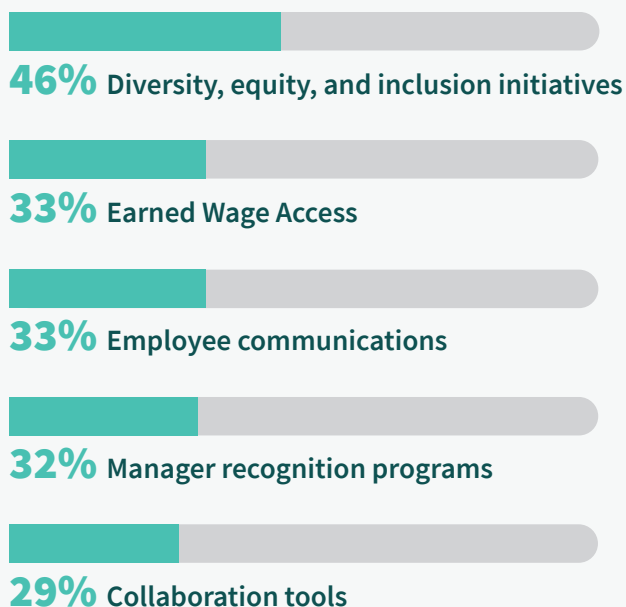 46% Diversity, equity, and inclusion initiatives
33% Earned Wage Access
33% Employee communications
32% Manager recognition programs
29% Collaboration tools